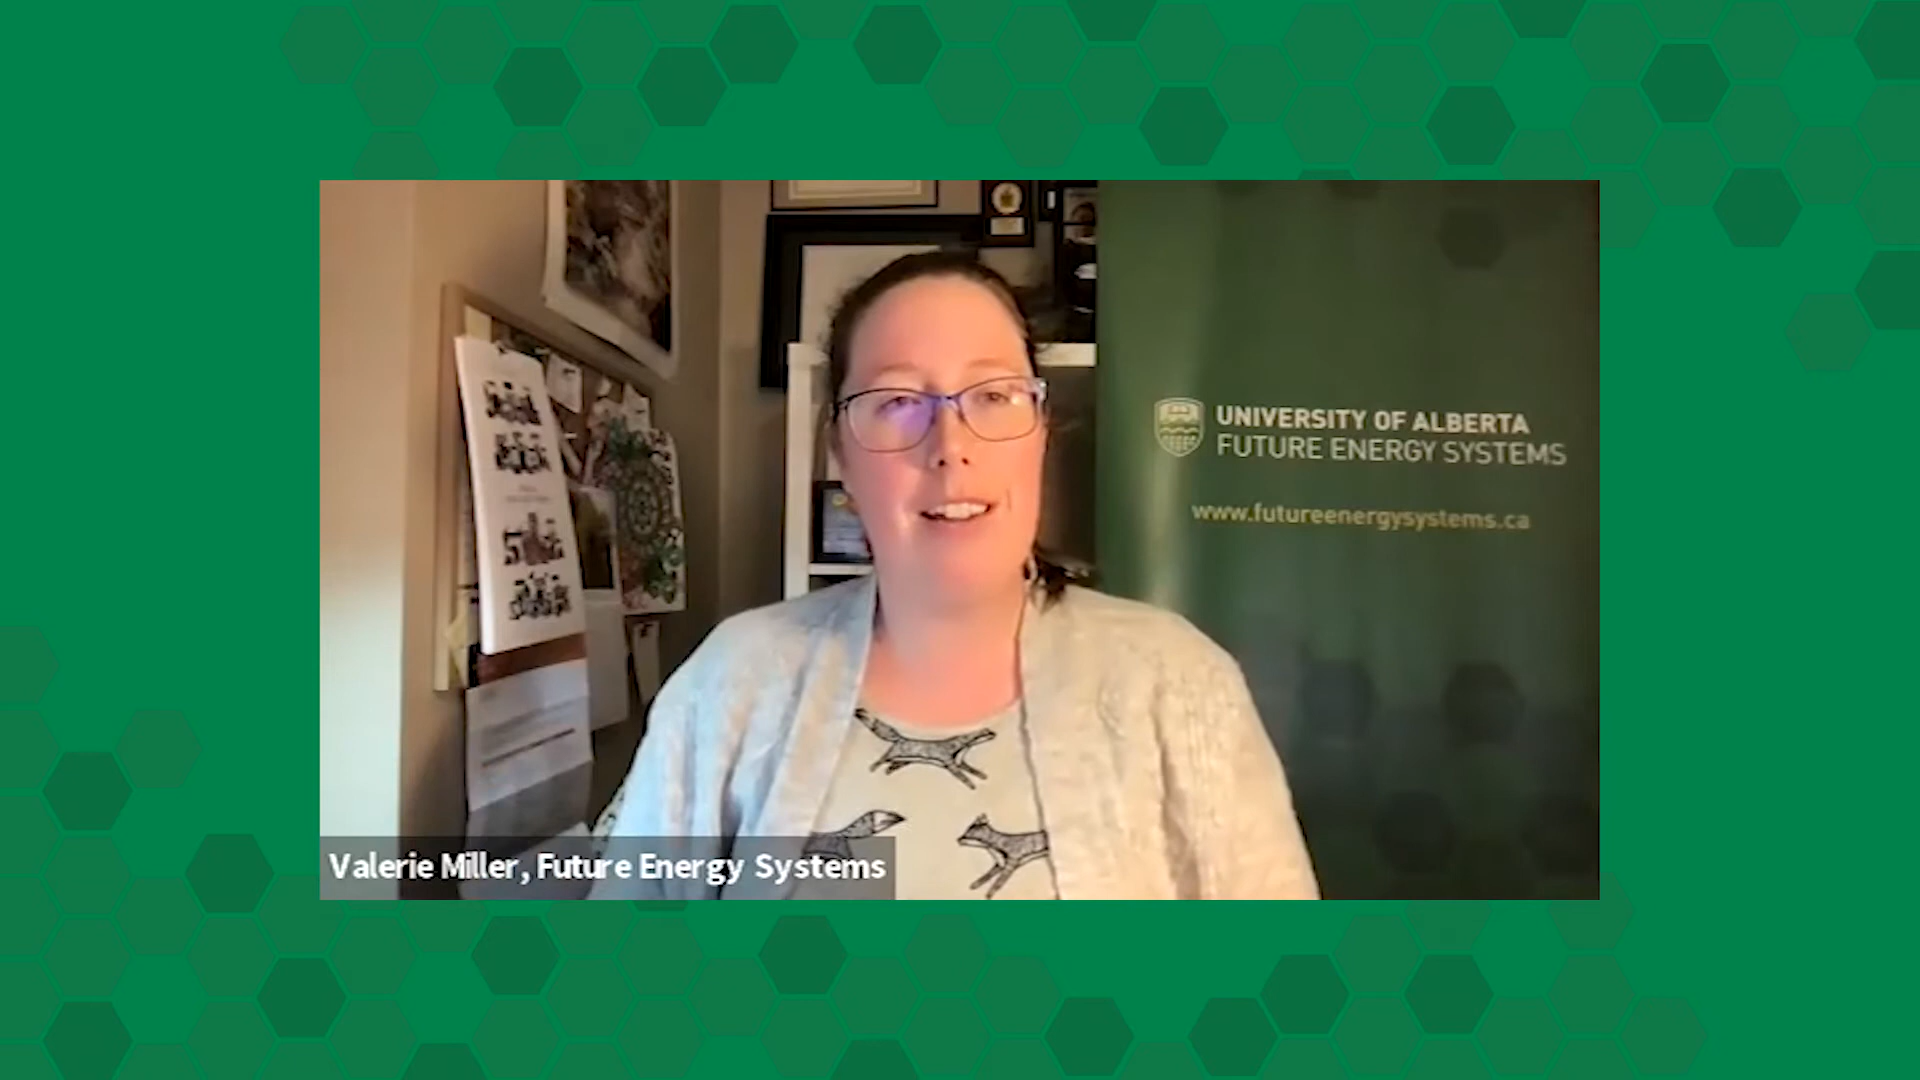 UNIVERSITY OF ALBERTA
FUTURE ENERGY SYSTEMS
www.futureenergysystems.ca
Valerie Miller, Future Energy Systems